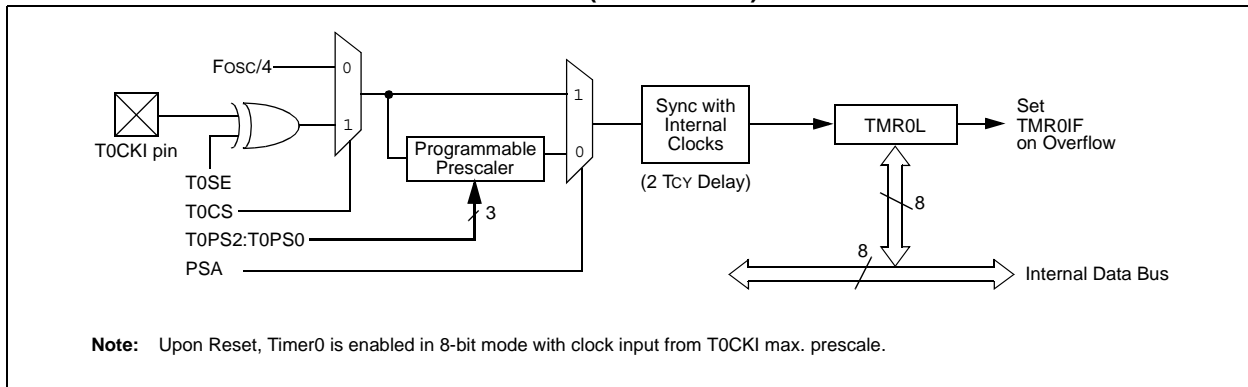 FOSC/4
0
1
T0CKI pin
T0SE
T0CS
T0PS2:T0PS0
PSA
Programmable
Prescaler
3
1
0
Sync with
Internal
Clocks
(2 TCY Delay)
TMR0L
Set
TMR0IF
on Overflow
8
8
Internal Data Bus
Note: Upon Reset, Timer0 is enabled in 8-bit mode with clock input from T0CKI max. prescale.